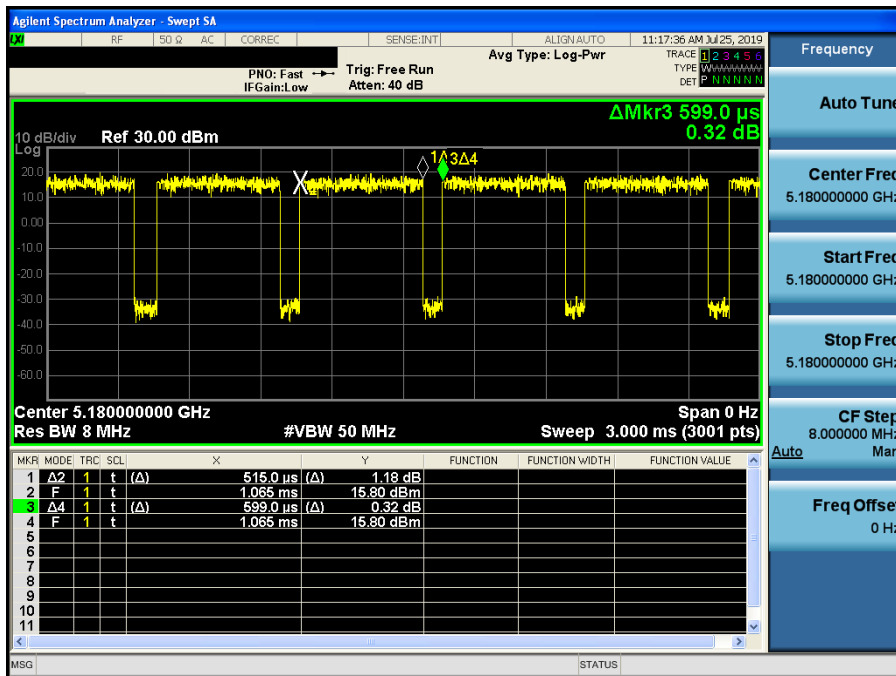 Agilent Spectrum Analyzer - Swept SA
LXI RF 50 Ω AC CORREC SENSE:INT ALIGN AUTO 11:17:36 AM Jul 25, 2019
Frequency
Avg Type: Log-Pwr
TRACE 1 2 3 4 5 6
PNO: Fast Trig: Free Run
TYPE WWWWWW
IFGain:Low Atten: 40 dB
DET P N N N N N
Auto Tune
ΔMkr3 599.0 µs
0.32 dB
10 dB/div Ref 30.00 dBm
Log
1Δ 3Δ4
20.0
10.0
0.00
-10.0
-20.0
-30.0
-40.0
-50.0
-60.0
Center Freq
5.180000000 GHz
Start Freq
5.180000000 GHz
Stop Freq
5.180000000 GHz
Center 5.180000000 GHz Span 0 Hz
Res BW 8 MHz #VBW 50 MHz Sweep 3.000 ms (3001 pts)
CF Step
8.000000 MHz
Auto Man
Freq Offset
0 Hz
MKR MODE TRC SCL X Y FUNCTION FUNCTION WIDTH FUNCTION VALUE
1 Δ2 1 t (Δ) 515.0 µs (Δ) 1.18 dB
2 F 1 t 1.065 ms 15.80 dBm
3 Δ4 1 t (Δ) 599.0 µs (Δ) 0.32 dB
4 F 1 t 1.065 ms 15.80 dBm
5
6
7
8
9
10
11
MSG STATUS